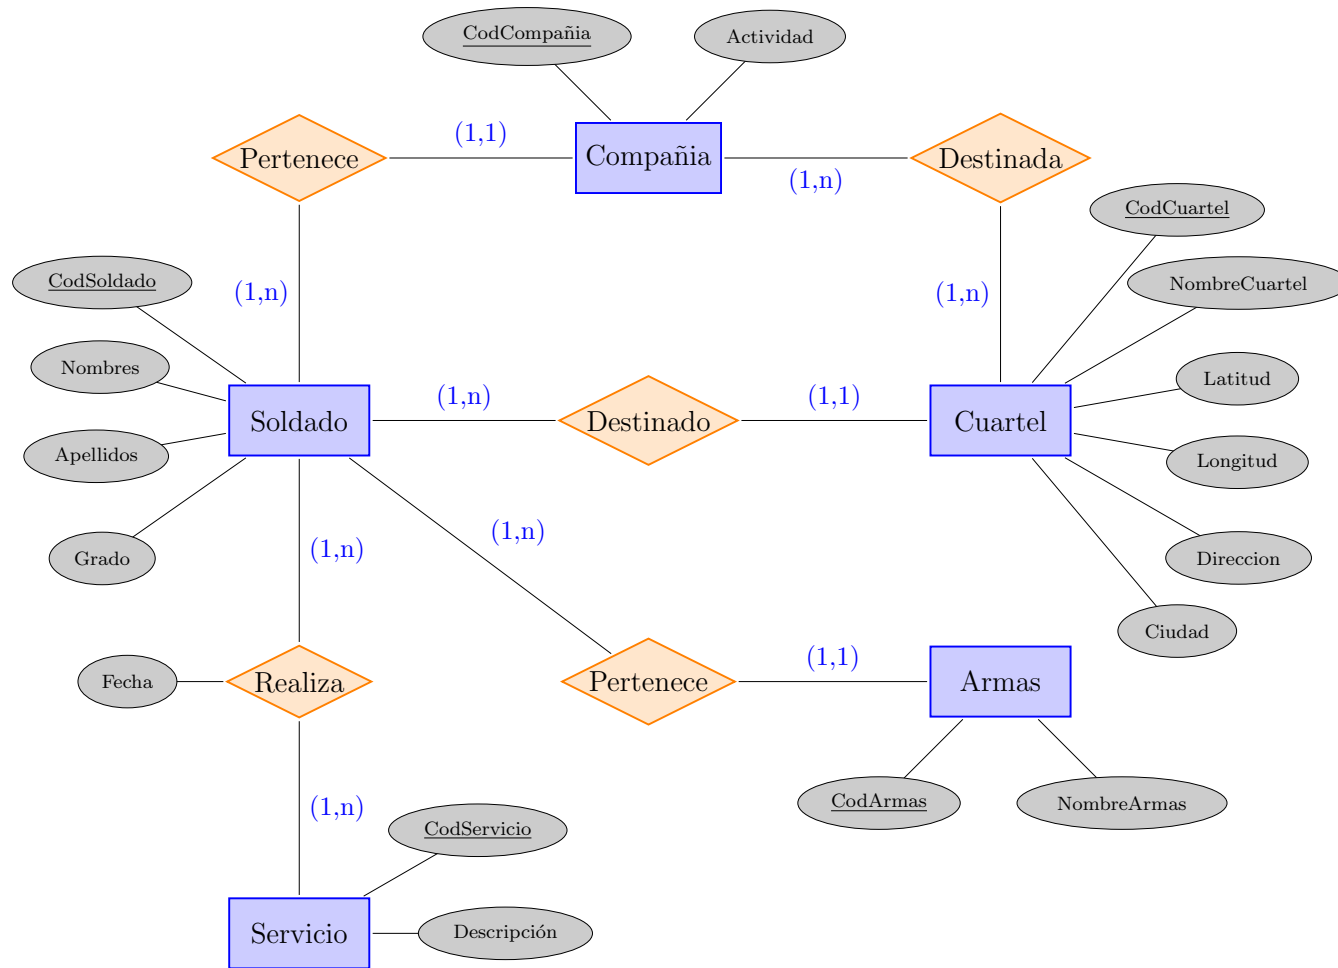 CodCompañia
Actividad
Pertenece
(1,1)
Compañia
(1,n)
Destinada
CodCuartel
CodSoldado
(1,n)
(1,n)
NombreCuartel
Nombres
Latitud
Soldado
(1,n)
Destinado
(1,1)
Cuartel
Apellidos
Longitud
Grado
(1,n)
(1,n)
Direccion
Ciudad
Fecha
Realiza
Pertenece
(1,1)
Armas
(1,n)
CodServicio
CodArmas
NombreArmas
Servicio
Descripción